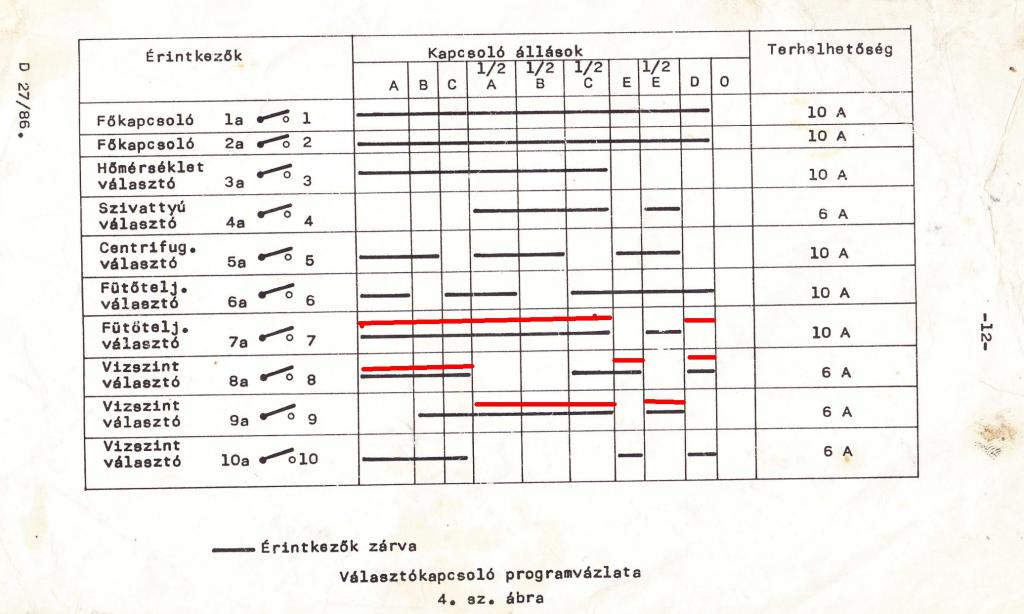 D 27/86.
Érintkezők
Kapcsoló állások
Terhelhetőség
A B C 1/2 A 1/2 B 1/2 C E 1/2 E D O
Főkapcsoló 1a 1 10 A
Főkapcsoló 2a 2 10 A
Hőmérséklet
választó 3a 3 10 A
Szivattyú
választó 4a 4 6 A
Centrifug.
választó 5a 5 10 A
Fűtőtelj.
választó 6a 6 10 A
Fűtőtelj.
választó 7a 7 10 A
Vizszint
választó 8a 8 6 A
Vizszint
választó 9a 9 6 A
Vizszint
választó 10a 10 6 A
-12-
Érintkezők zárva
Választókapcsoló programvázlata
4. sz. ábra